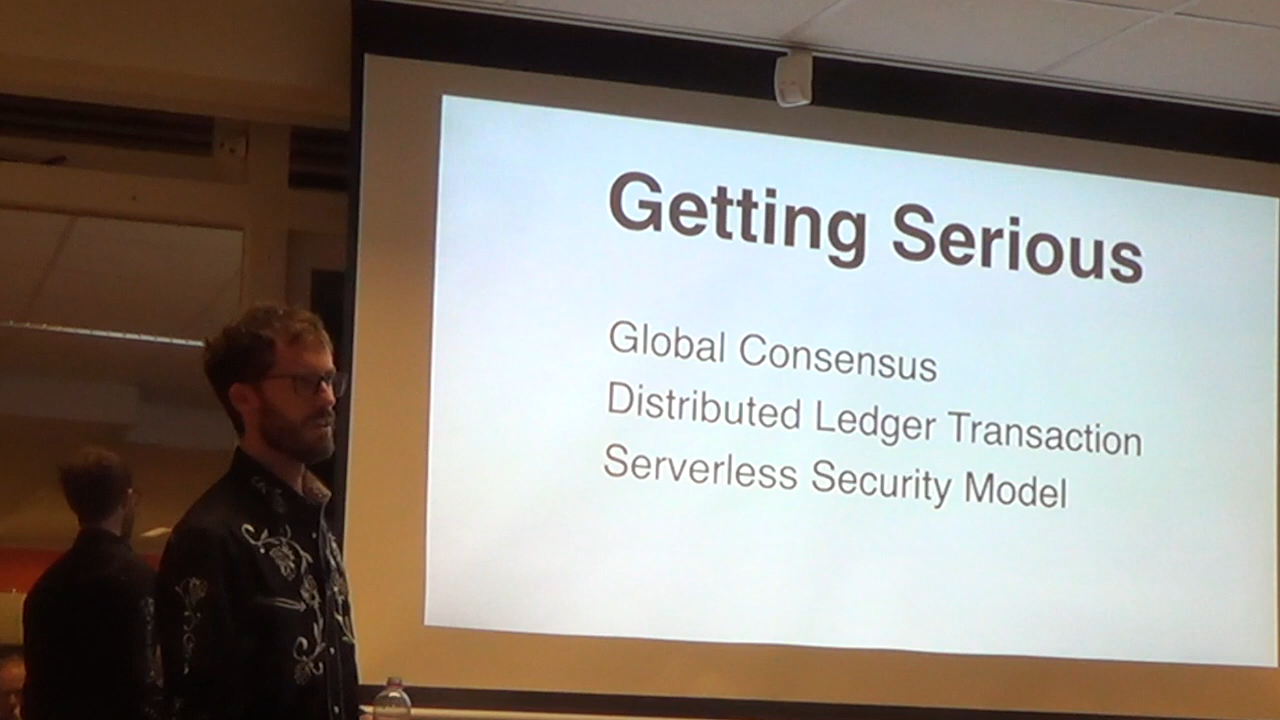 Getting Serious
Global Consensus
Distributed Ledger Transaction
Serverless Security Model